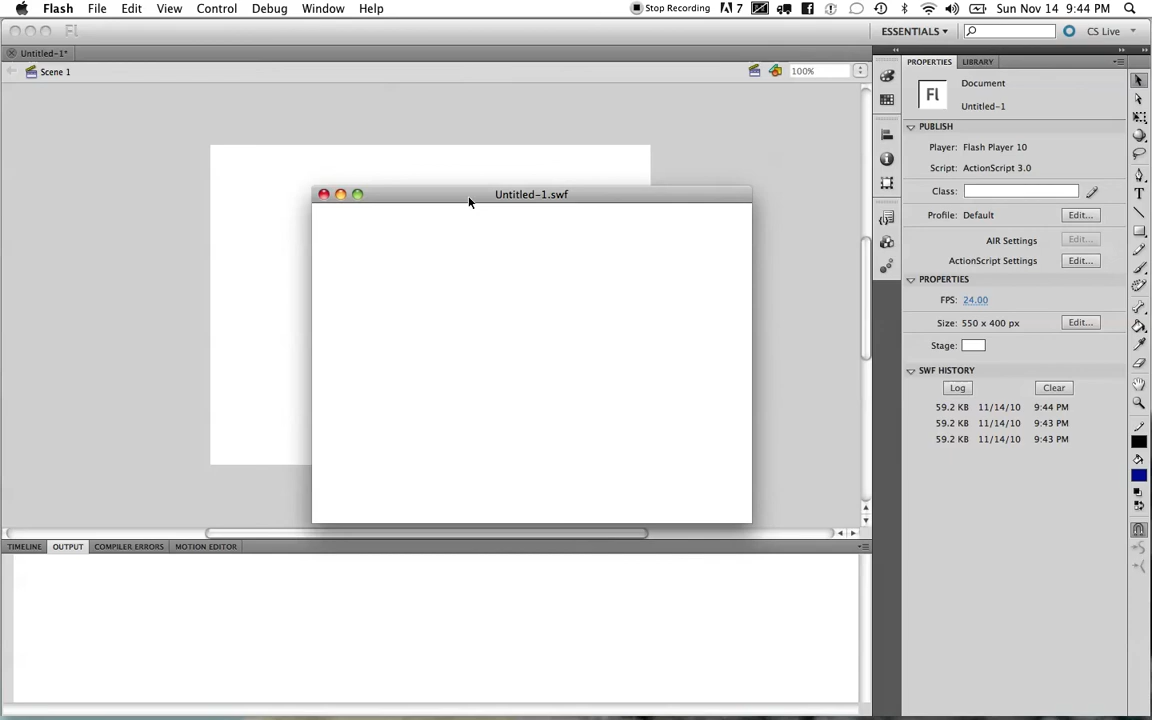 Flash File Edit View Control Debug Window Help Stop Recording 7 Sun Nov 14 9:44 PM
Fl ESSENTIALS CS Live
Untitled-1*
Scene 1 100%
PROPERTIES LIBRARY
Fl Document
Untitled-1
PUBLISH
Player: Flash Player 10
Script: ActionScript 3.0
Class:
Profile: Default Edit...
AIR Settings Edit...
ActionScript Settings Edit...
PROPERTIES
FPS: 24.00
Size: 550 x 400 px Edit...
Stage:
SWF HISTORY
Log Clear
59.2 KB 11/14/10 9:44 PM
59.2 KB 11/14/10 9:43 PM
59.2 KB 11/14/10 9:43 PM
Untitled-1.swf
TIMELINE OUTPUT COMPILER ERRORS MOTION EDITOR